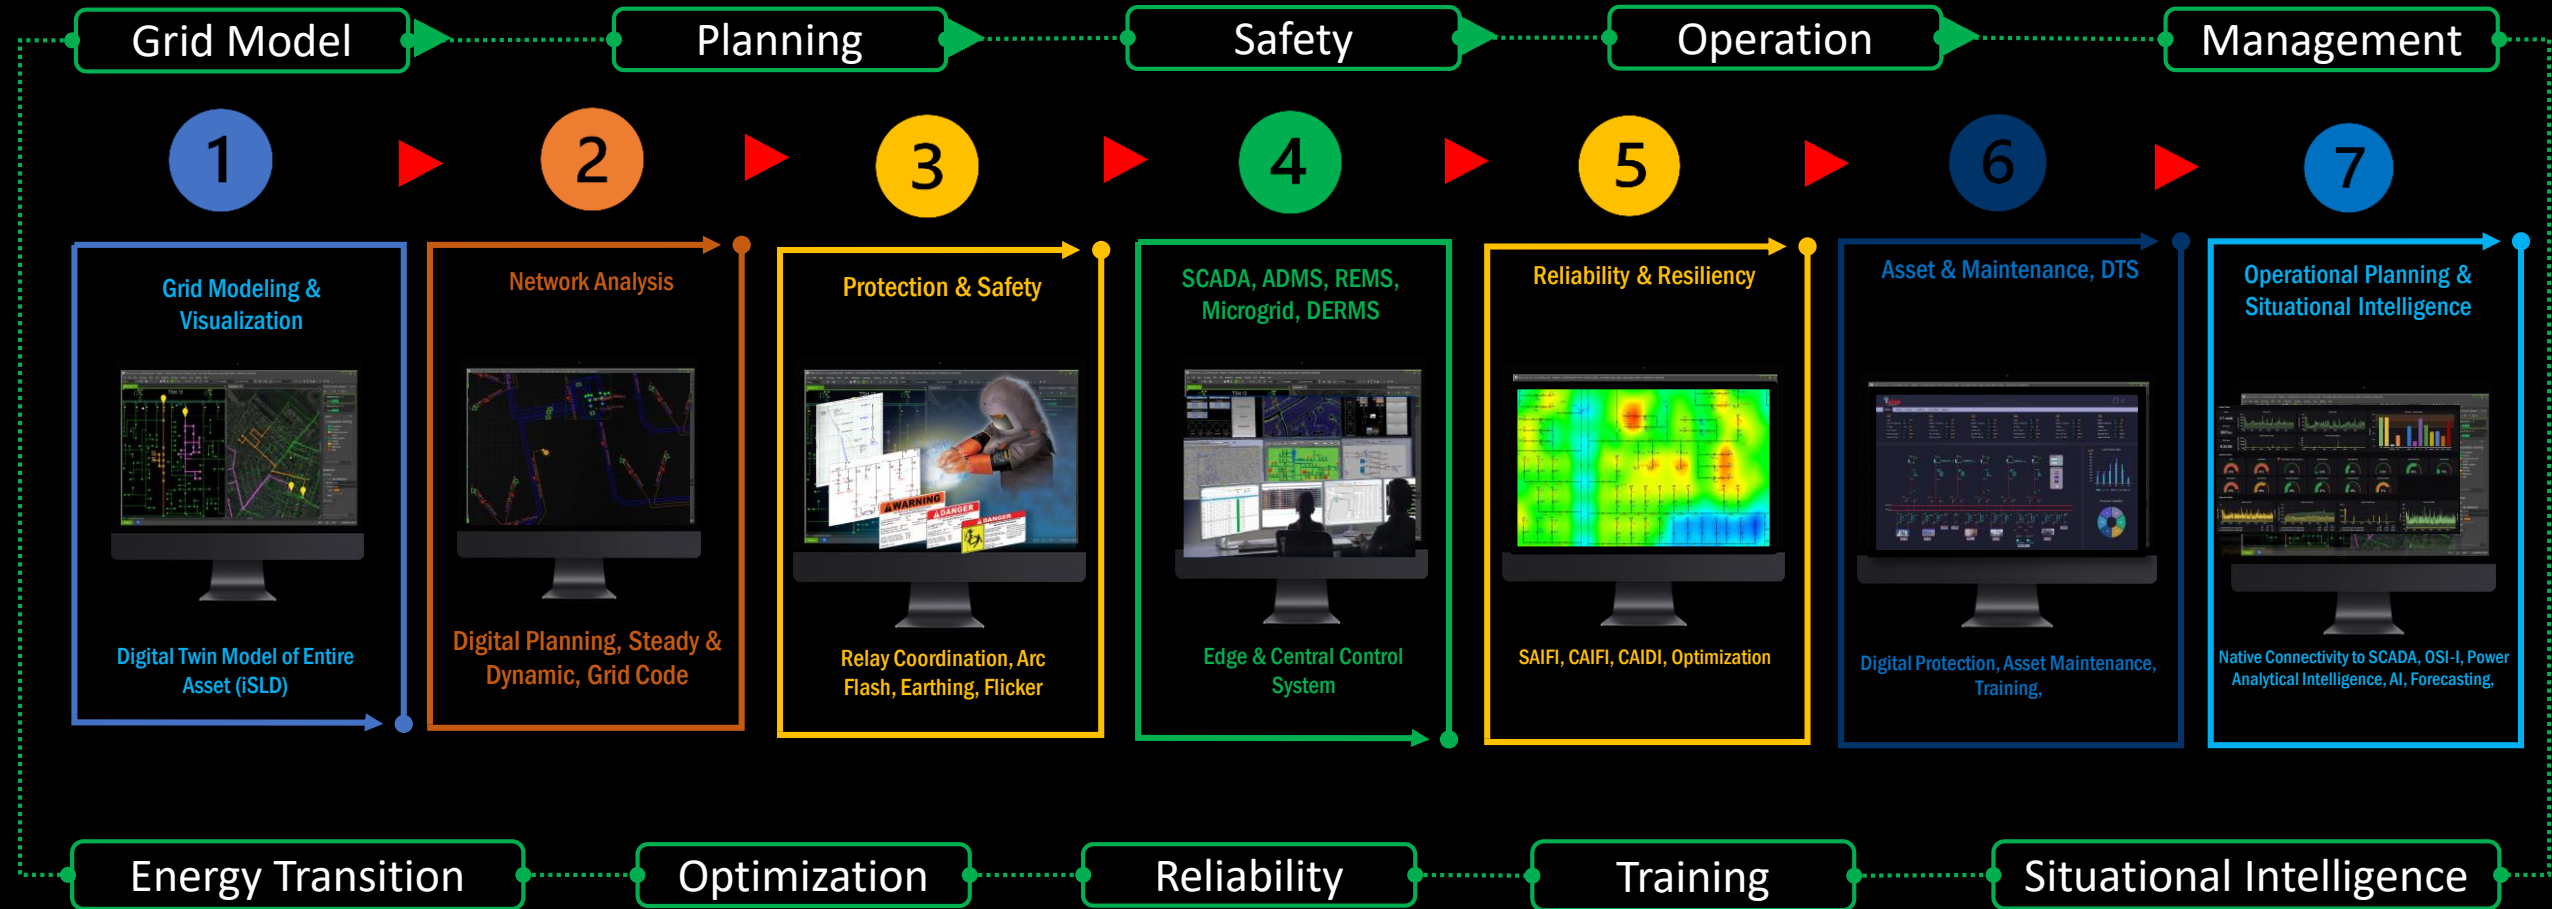 Grid Model
Planning
Safety
Operation
Management
1
2
3
4
5
6
7
Grid Modeling &
Visualization
Digital Twin Model of Entire
Asset (iSLD)
Network Analysis
Digital Planning, Steady &
Dynamic, Grid Code
Protection & Safety
WARNING
DANGER
DANGER
Relay Coordination, Arc
Flash, Earthing, Flicker
SCADA, ADMS, REMS,
Microgrid, DERMS
Edge & Central Control
System
Reliability & Resiliency
SAIFI, CAIFI, CAIDI, Optimization
Asset & Maintenance, DTS
Digital Protection, Asset Maintenance,
Training,
Operational Planning &
Situational Intelligence
Native Connectivity to SCADA, OSI-I, Power
Analytical Intelligence, AI, Forecasting,
Energy Transition
Optimization
Reliability
Training
Situational Intelligence